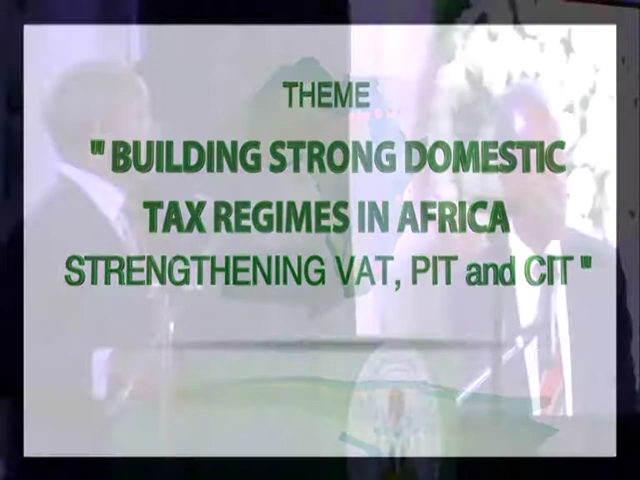 THEME
" BUILDING STRONG DOMESTIC
TAX REGIMES IN AFRICA
STRENGTHENING VAT, PIT and CIT "